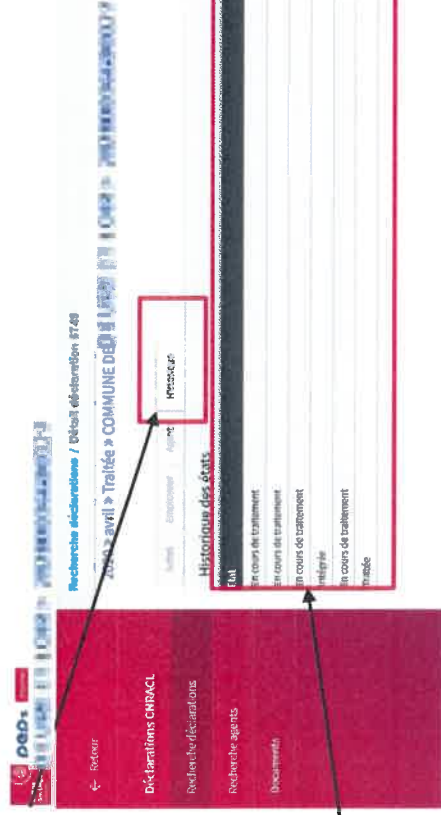 Recherche déclarations / Détail déclaration 6749
avril » Traitée » COMMUNE DE
← Retour
Employeur
Agent
Historique
Déclarations CNRACL
Recherche déclarations
Recherche agents
Documents
Historique des états
Etat
En cours de traitement
En cours de traitement
En cours de traitement
Intégrée
En cours de traitement
Traitée